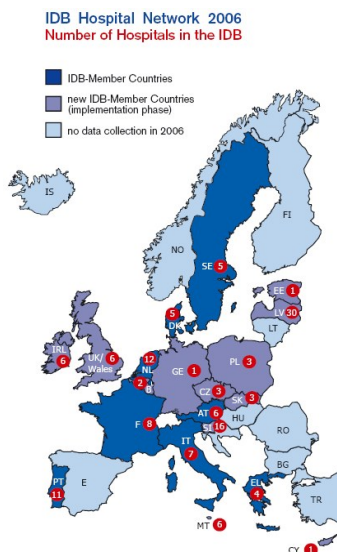 IDB Hospital Network 2006
Number of Hospitals in the IDB
IDB-Member Countries
new IDB-Member Countries
(implementation phase)
no data collection in 2006
IS
FI
NO
SE 5
EE 1
LV 30
LT
5
DK
IRL
6
UK/ 6
Wales
12
NL
2
B
GE 1
PL 3
CZ 3
SK 3
AT 6
HU
SI 16
F 8
IT
7
RO
BG
PT
11
E
EL
4
TR
MT 6
CY 1